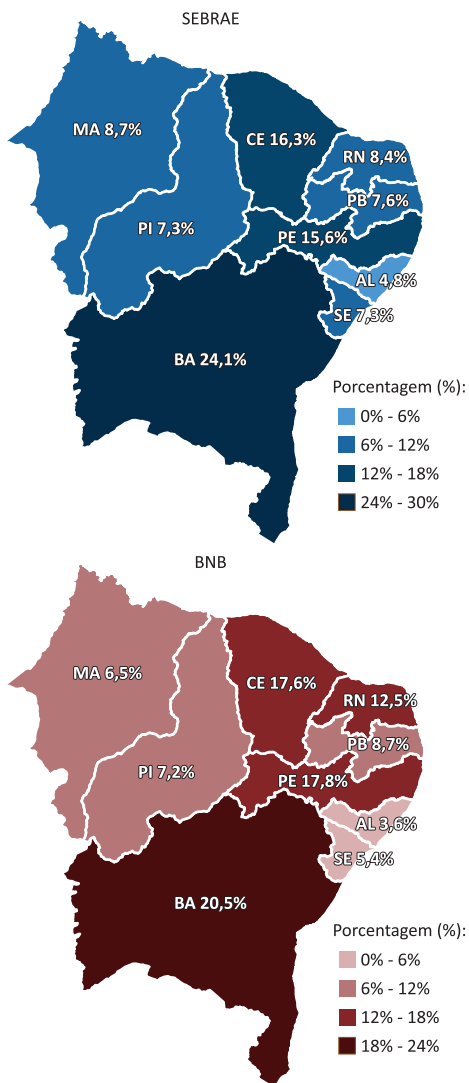 SEBRAE
MA 8,7%
CE 16,3%
RN 8,4%
PB 7,6%
PI 7,3%
PE 15,6%
AL 4,8%
SE 7,3%
BA 24,1%
Porcentagem (%):
0% - 6%
6% - 12%
12% - 18%
24% - 30%
BNB
MA 6,5%
CE 17,6%
RN 12,5%
PB 8,7%
PI 7,2%
PE 17,8%
AL 3,6%
SE 5,4%
BA 20,5%
Porcentagem (%):
0% - 6%
6% - 12%
12% - 18%
18% - 24%